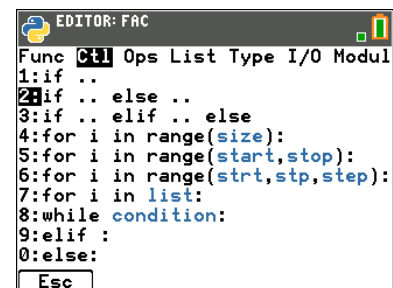 EDITOR: FAC
Func Ctl Ops List Type I/O Modul
1:if ..
2:if .. else ..
3:if .. elif .. else
4:for i in range(size):
5:for i in range(start,stop):
6:for i in range(strt,stp,step):
7:for i in list:
8:while condition:
9:elif :
0:else:
Esc